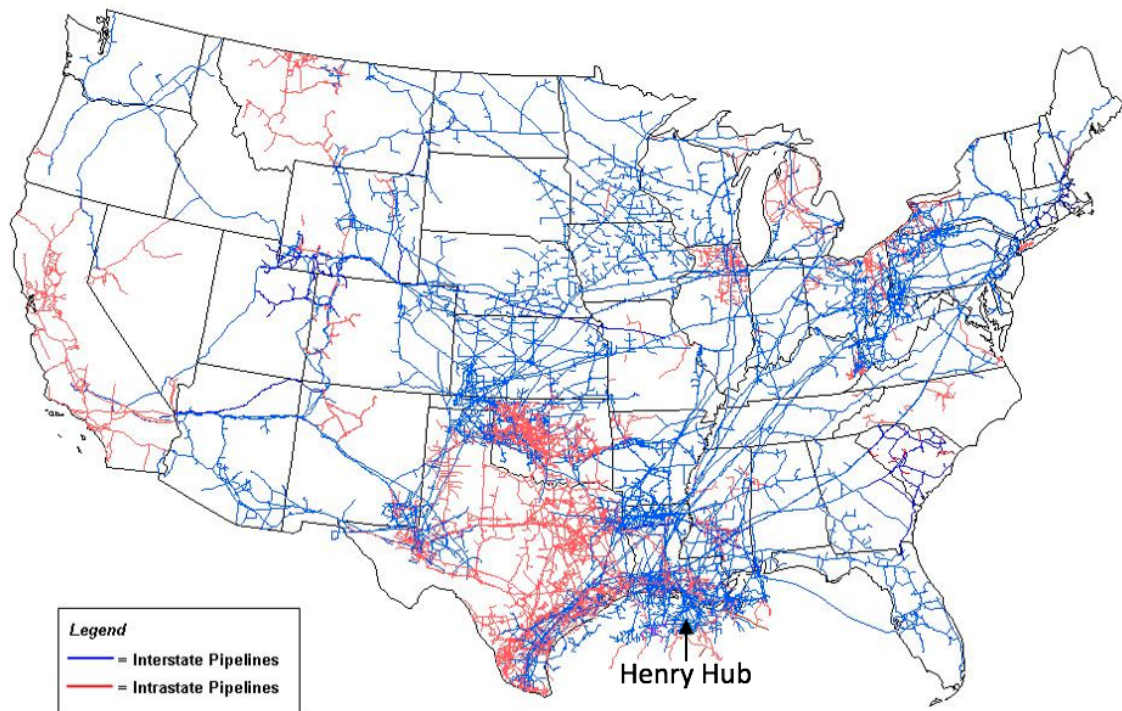 Henry Hub
Legend
= Interstate Pipelines
= Intrastate Pipelines